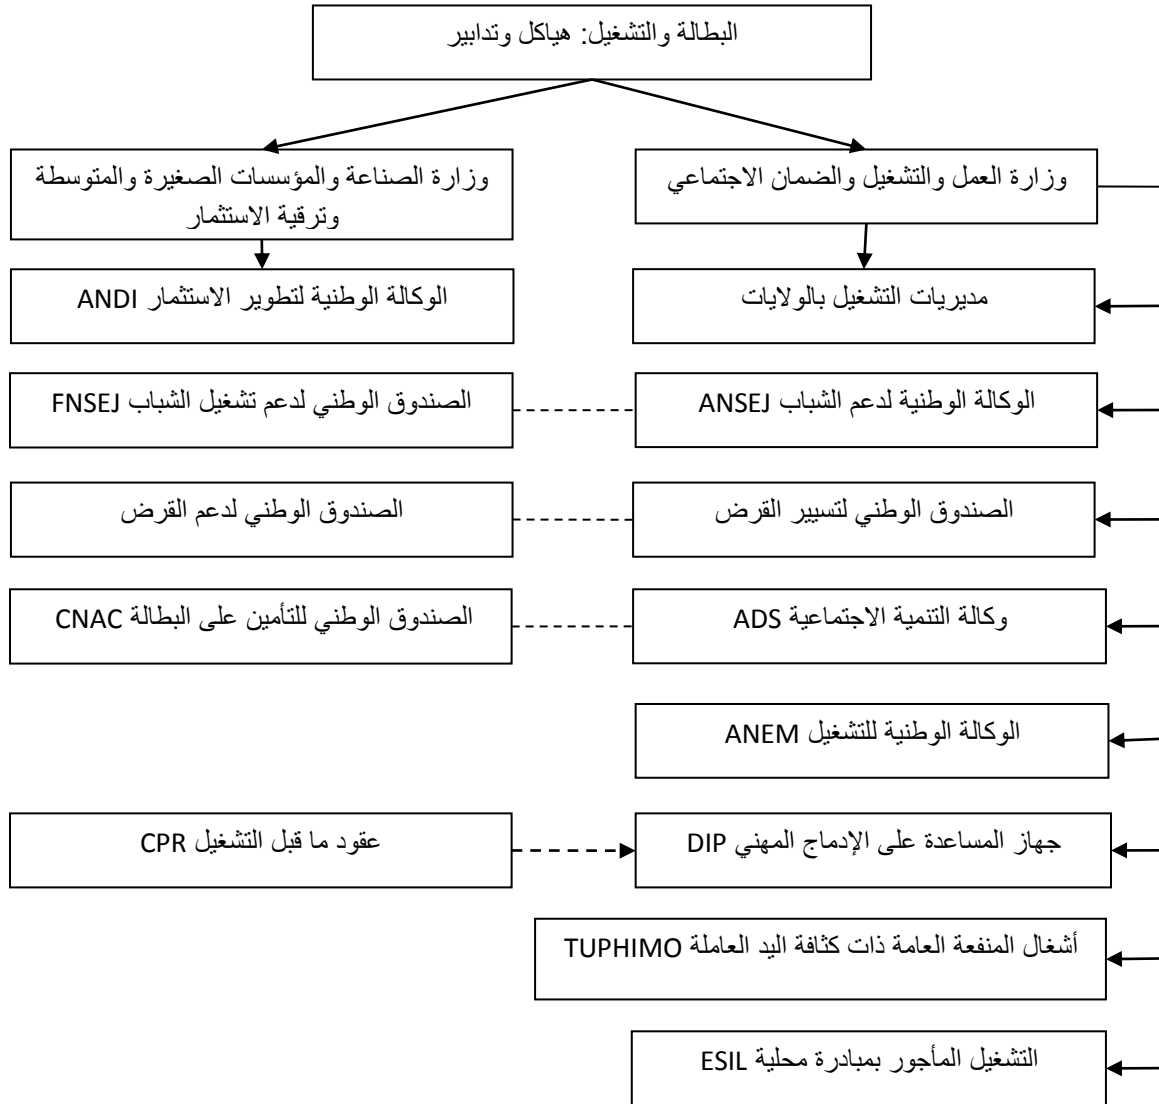 البطالة والتشغيل: هياكل وتدابير
وزارة العمل والتشغيل والضمان الاجتماعي
وزارة الصناعة والمؤسسات الصغيرة والمتوسطة
وترقية الاستثمار
مديريات التشغيل بالولايات
الوكالة الوطنية لتطوير الاستثمار ANDI
الوكالة الوطنية لدعم الشباب ANSEJ
الصندوق الوطني لدعم تشغيل الشباب FNSEJ
الصندوق الوطني لتسيير القرض
الصندوق الوطني لدعم القرض
وكالة التنمية الاجتماعية ADS
الصندوق الوطني للتأمين على البطالة CNAC
الوكالة الوطنية للتشغيل ANEM
جهاز المساعدة على الإدماج المهني DIP
عقود ما قبل التشغيل CPR
أشغال المنفعة العامة ذات كثافة اليد العاملة TUPHIMO
التشغيل المأجور بمبادرة محلية ESIL